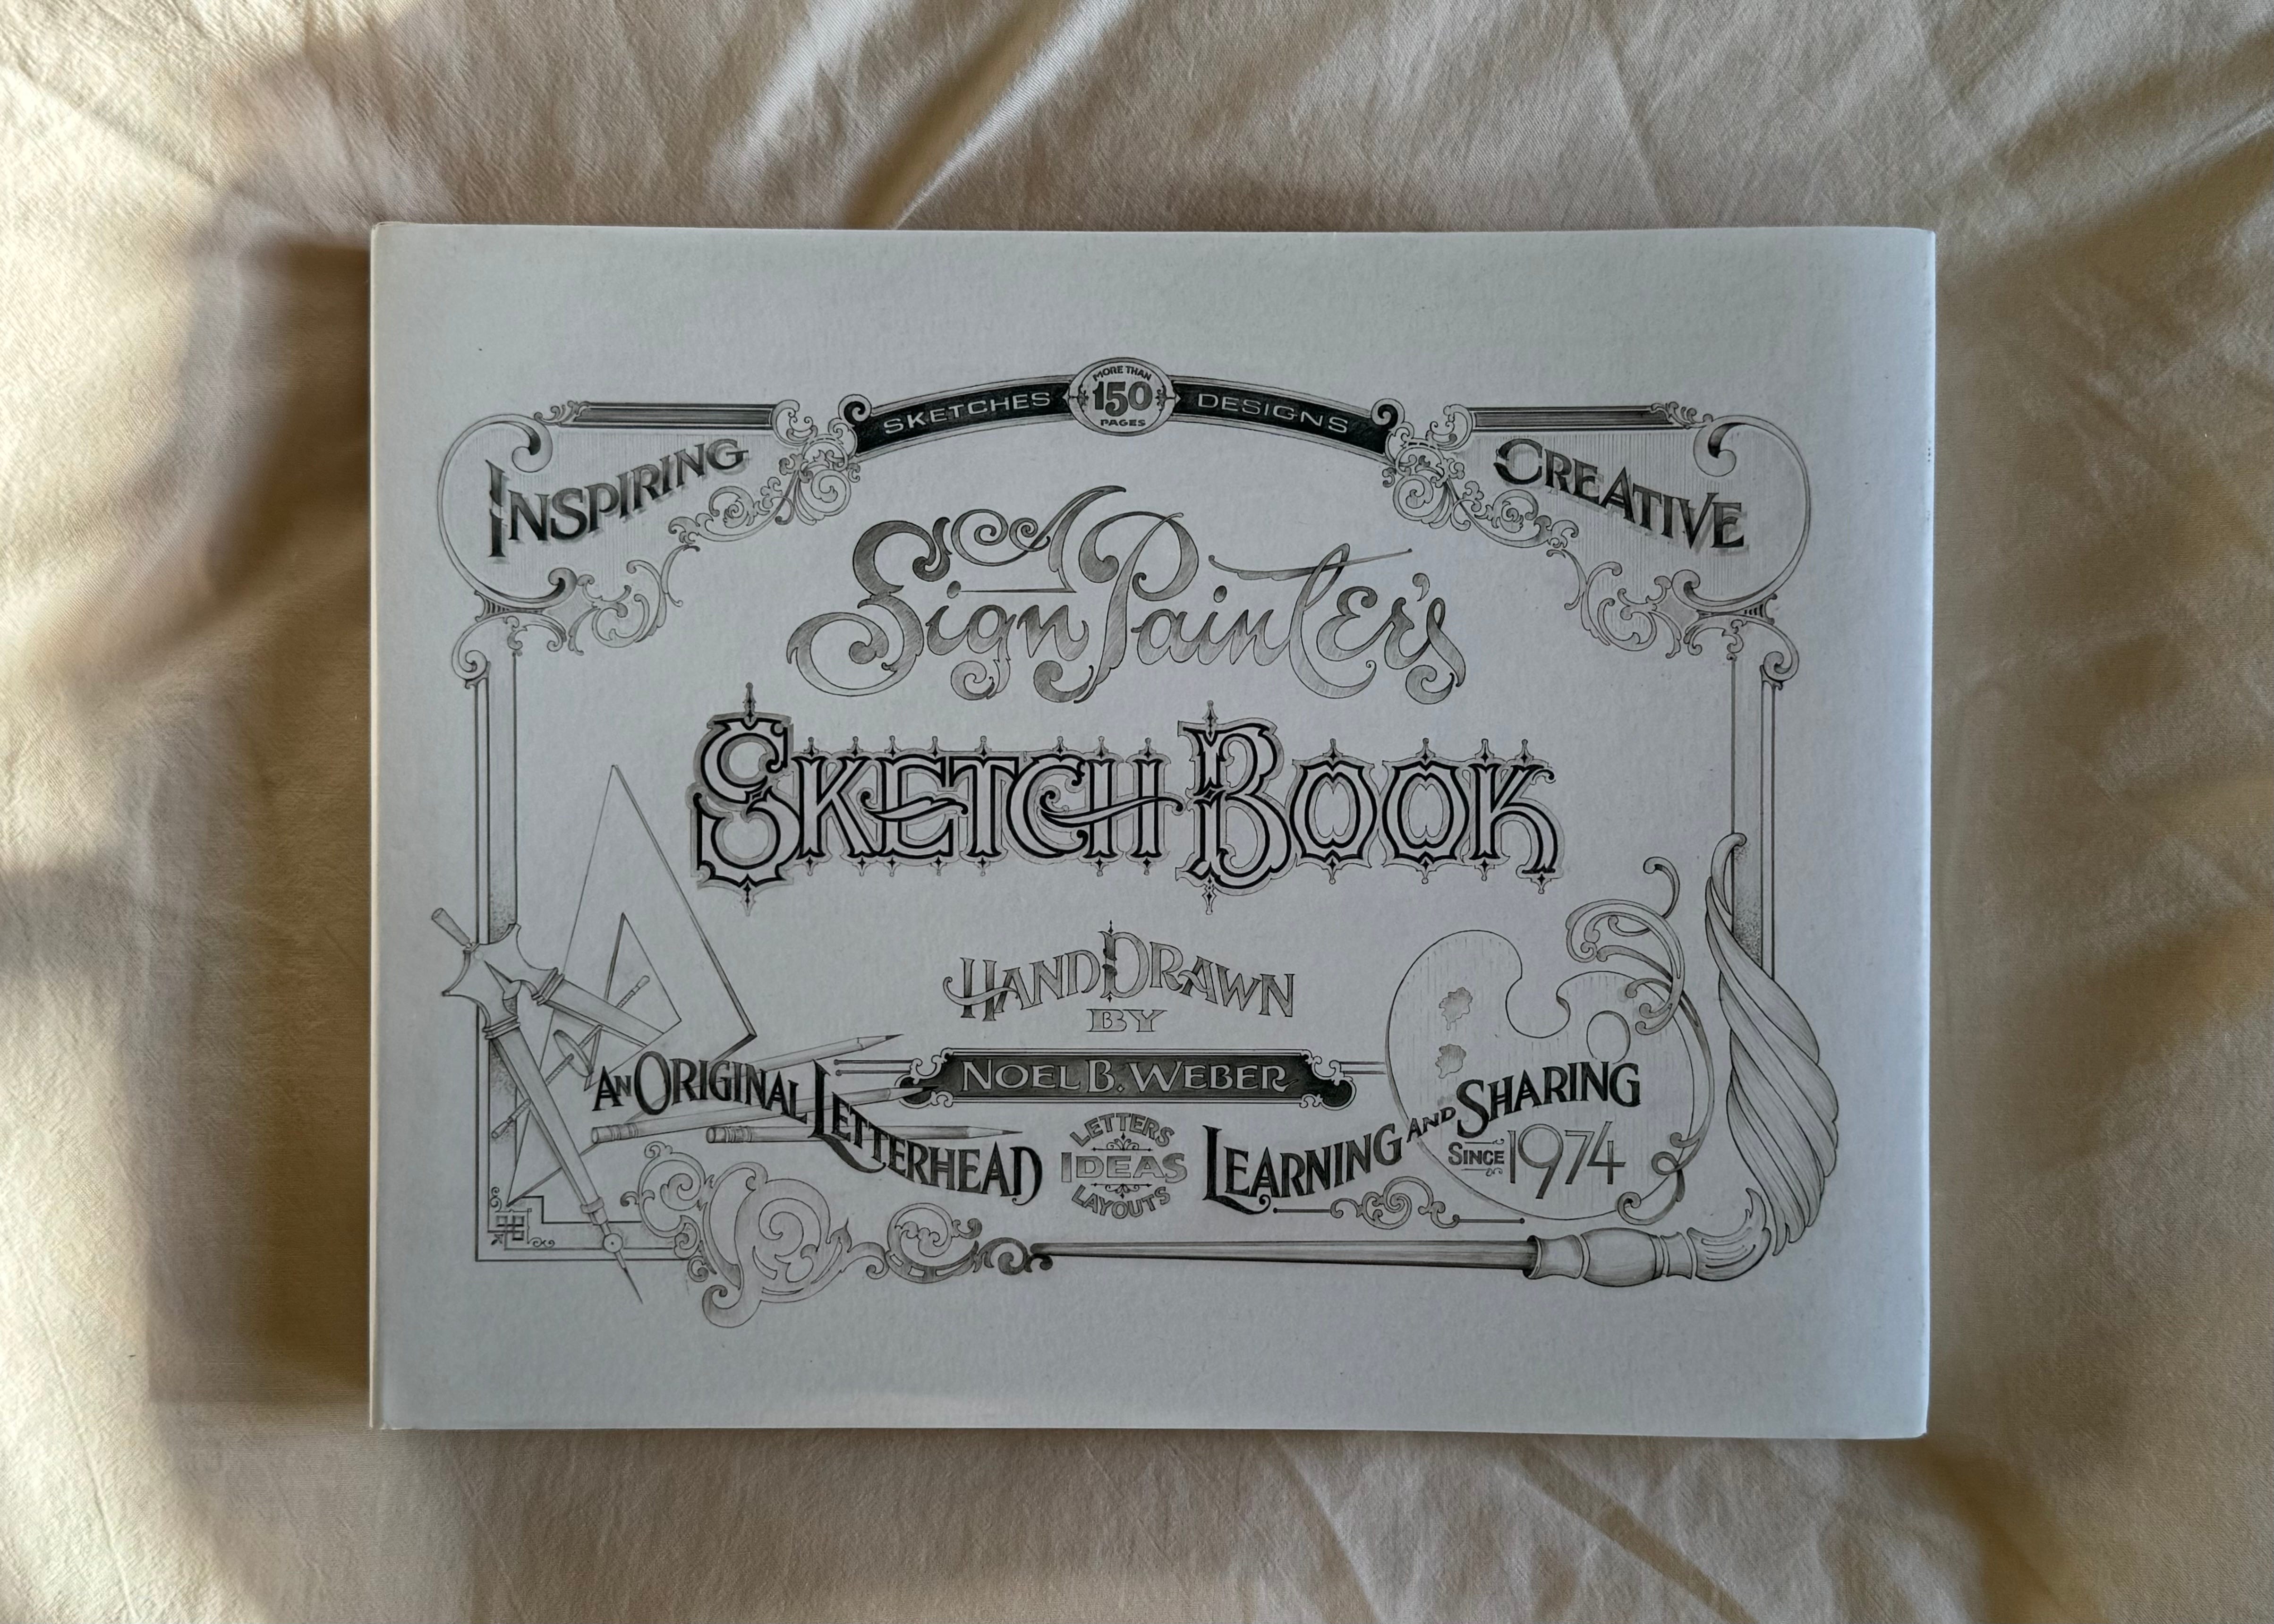 MORE THAN
150
PAGES
SKETCHES DESIGNS
INSPIRING
CREATIVE
A
Sign Painter's
SKETCH BOOK
HAND DRAWN
BY
NOEL B. WEBER
AN ORIGINAL LETTERHEAD
LETTERS
IDEAS
LAYOUTS
LEARNING AND SHARING
SINCE 1974